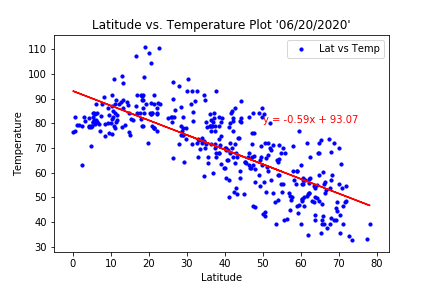 Latitude vs. Temperature Plot '06/20/2020'
Lat vs Temp
y = -0.59x + 93.07
Temperature
110
100
90
80
70
60
50
40
30
0 10 20 30 40 50 60 70 80
Latitude